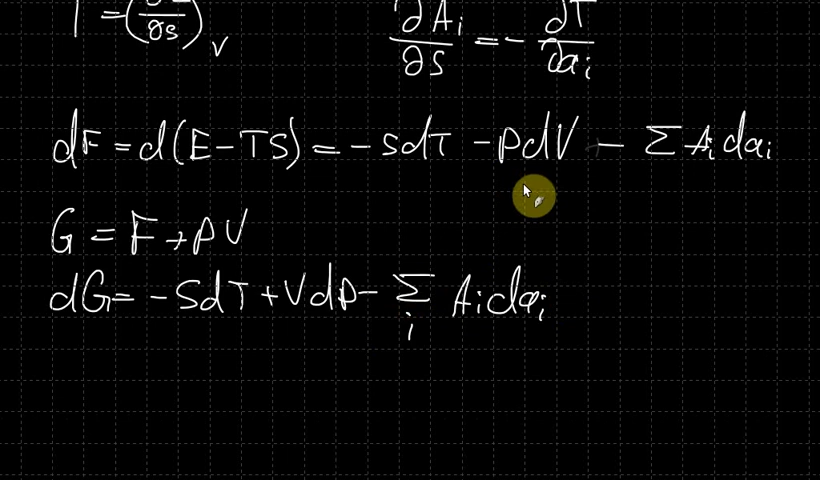 T = (∂E/∂S)_V   ∂A_i/∂S = - ∂T/∂a_i
dF = d(E-TS) = - SdT - pdV - Σ A_i da_i
G = F + pV
dG = - SdT + Vdp - Σ_i A_i da_i